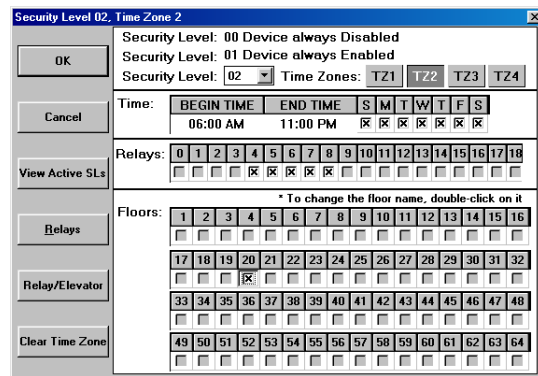 Security Level 02, Time Zone 2
OK
Cancel
View Active SLs
Relays
Relay/Elevator
Clear Time Zone
Security Level: 00 Device always Disabled
Security Level: 01 Device always Enabled
Security Level: 02 Time Zones: TZ1 TZ2 TZ3 TZ4
Time: BEGIN TIME END TIME S M T W T F S
06:00 AM 11:00 PM
Relays: 0 1 2 3 4 5 6 7 8 9 10 11 12 13 14 15 16 17 18
* To change the floor name, double-click on it
Floors: 1 2 3 4 5 6 7 8 9 10 11 12 13 14 15 16
17 18 19 20 21 22 23 24 25 26 27 28 29 30 31 32
33 34 35 36 37 38 39 40 41 42 43 44 45 46 47 48
49 50 51 52 53 54 55 56 57 58 59 60 61 62 63 64